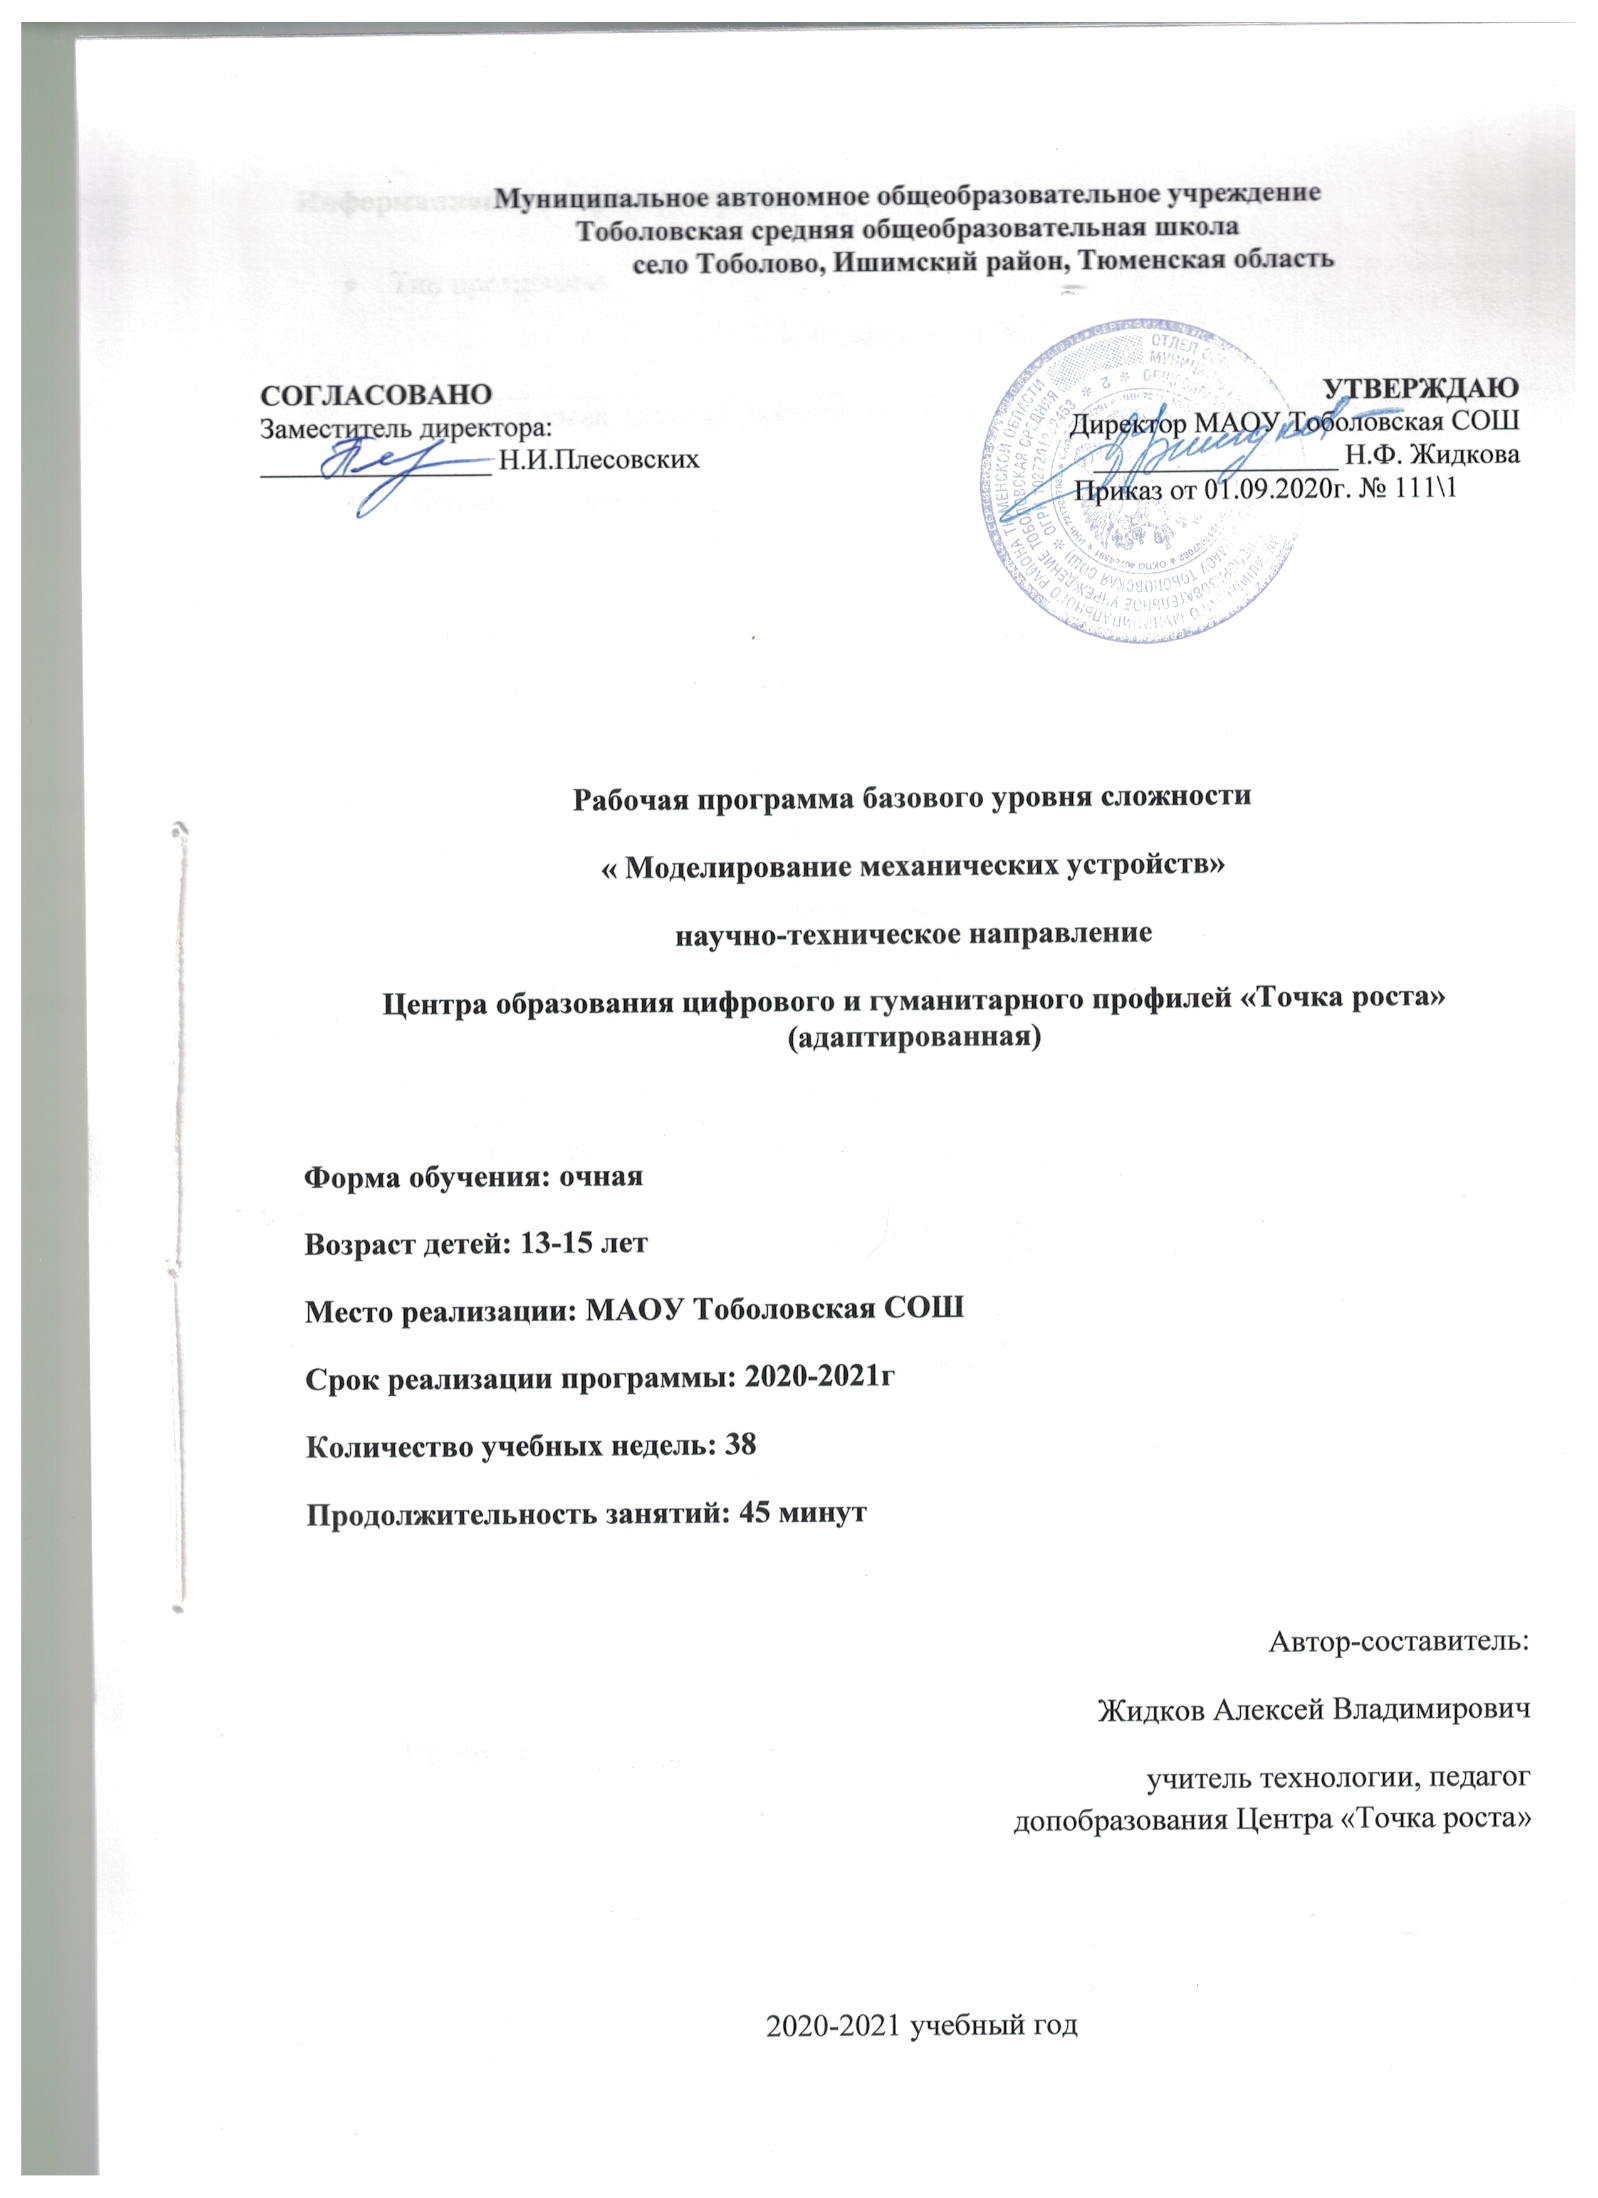 Муниципальное автономное общеобразовательное учреждение
Тоболовская средняя общеобразовательная школа
село Тоболово, Ишимский район, Тюменская область
СОГЛАСОВАНО
Заместитель директора:
Н.И.Плесовских
УТВЕРЖДАЮ
Директор МАОУ Тоболовская СОШ
Н.Ф. Жидкова
Приказ от 01.09.2020г. № 111\1
Рабочая программа базового уровня сложности
« Моделирование механических устройств»
научно-техническое направление
Центра образования цифрового и гуманитарного профилей «Точка роста»
(адаптированная)
Форма обучения: очная
Возраст детей: 13-15 лет
Место реализации: МАОУ Тоболовская СОШ
Срок реализации программы: 2020-2021г
Количество учебных недель: 38
Продолжительность занятий: 45 минут
Автор-составитель:
Жидков Алексей Владимирович
учитель технологии, педагог
допобразования Центра «Точка роста»
2020-2021 учебный год